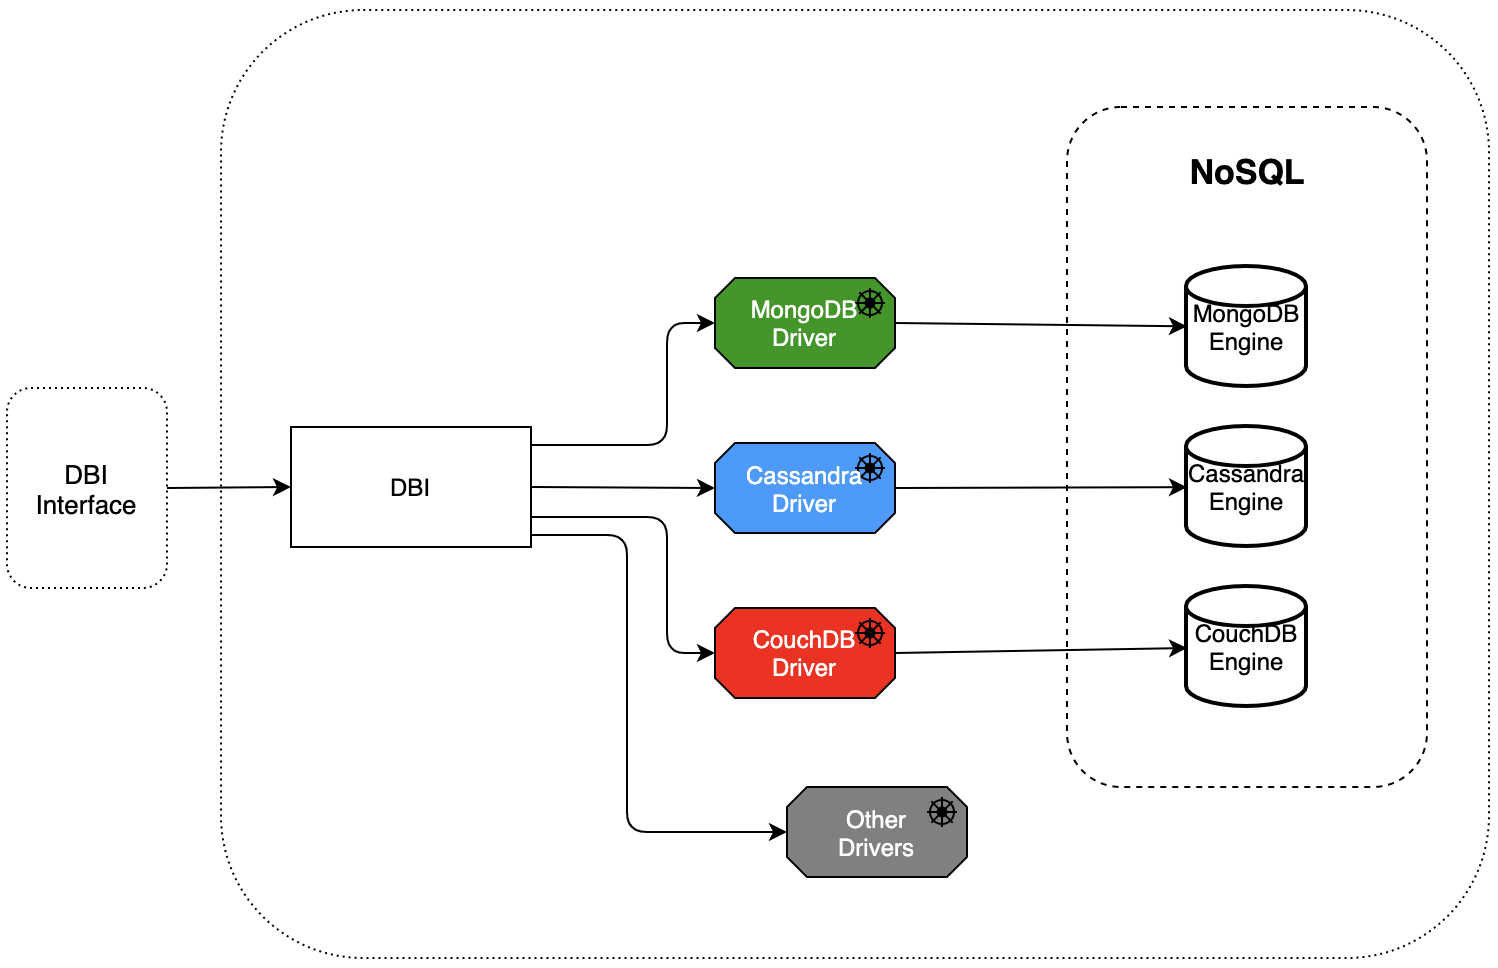 NoSQL
MongoDB
Driver
MongoDB
Engine
DBI
Interface
DBI
Cassandra
Driver
Cassandra
Engine
CouchDB
Driver
CouchDB
Engine
Other
Drivers